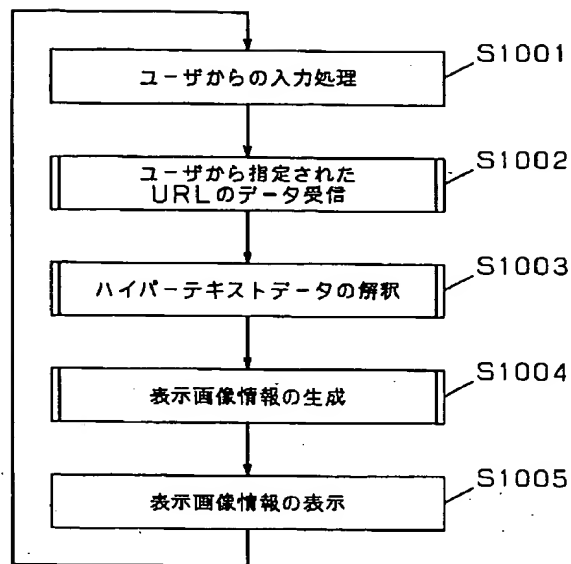 ユーザからの入力処理
S1001
ユーザから指定された
URLのデータ受信
S1002
ハイパーテキストデータの解釈
S1003
表示画像情報の生成
S1004
表示画像情報の表示
S1005